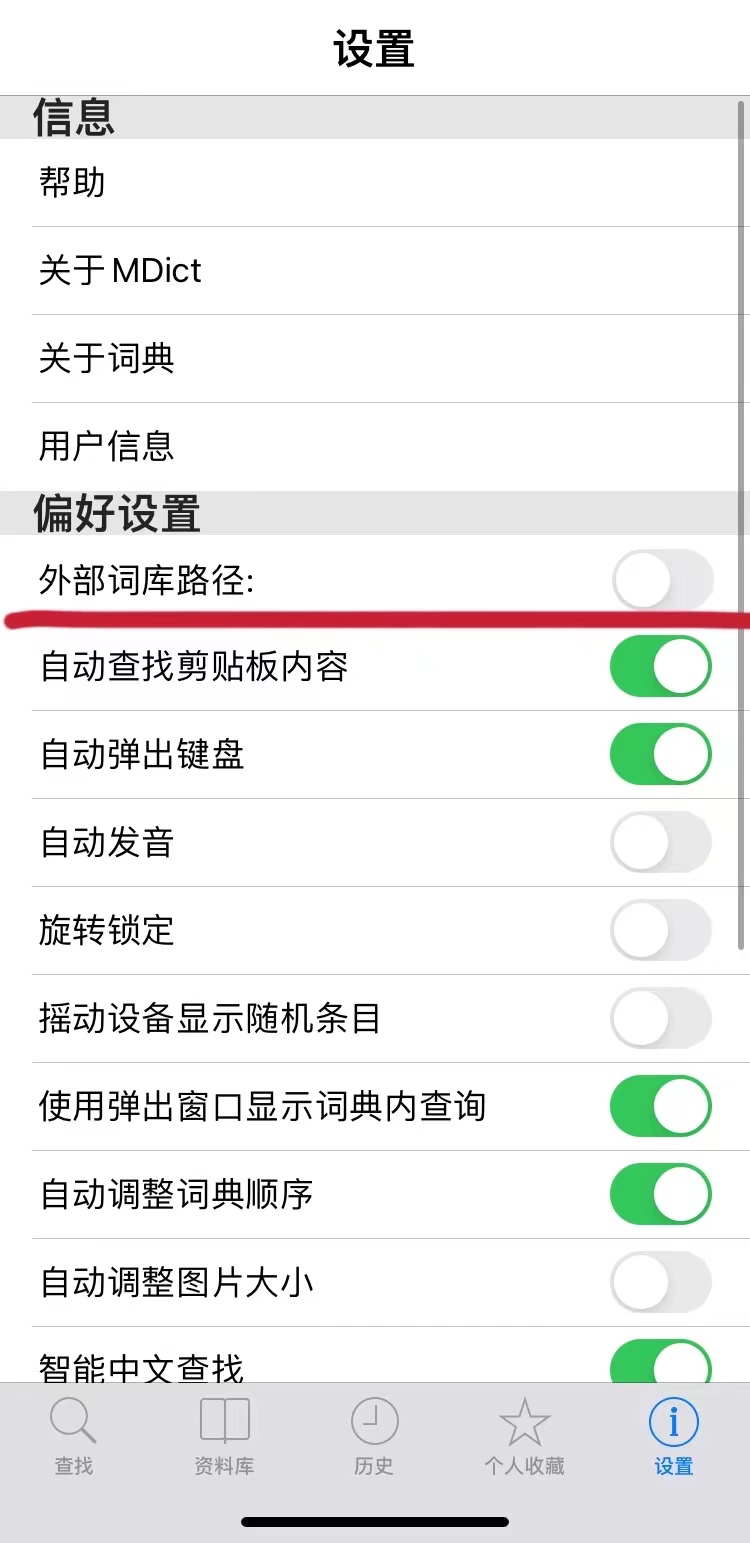 设置
信息
帮助
关于MDict
关于词典
用户信息
偏好设置
外部词库路径:
自动查找剪贴板内容
自动弹出键盘
自动发音
旋转锁定
摇动设备显示随机条目
使用弹出窗口显示词典内查询
自动调整词典顺序
自动调整图片大小
智能中文查找
查找
资料库
历史
个人收藏
设置